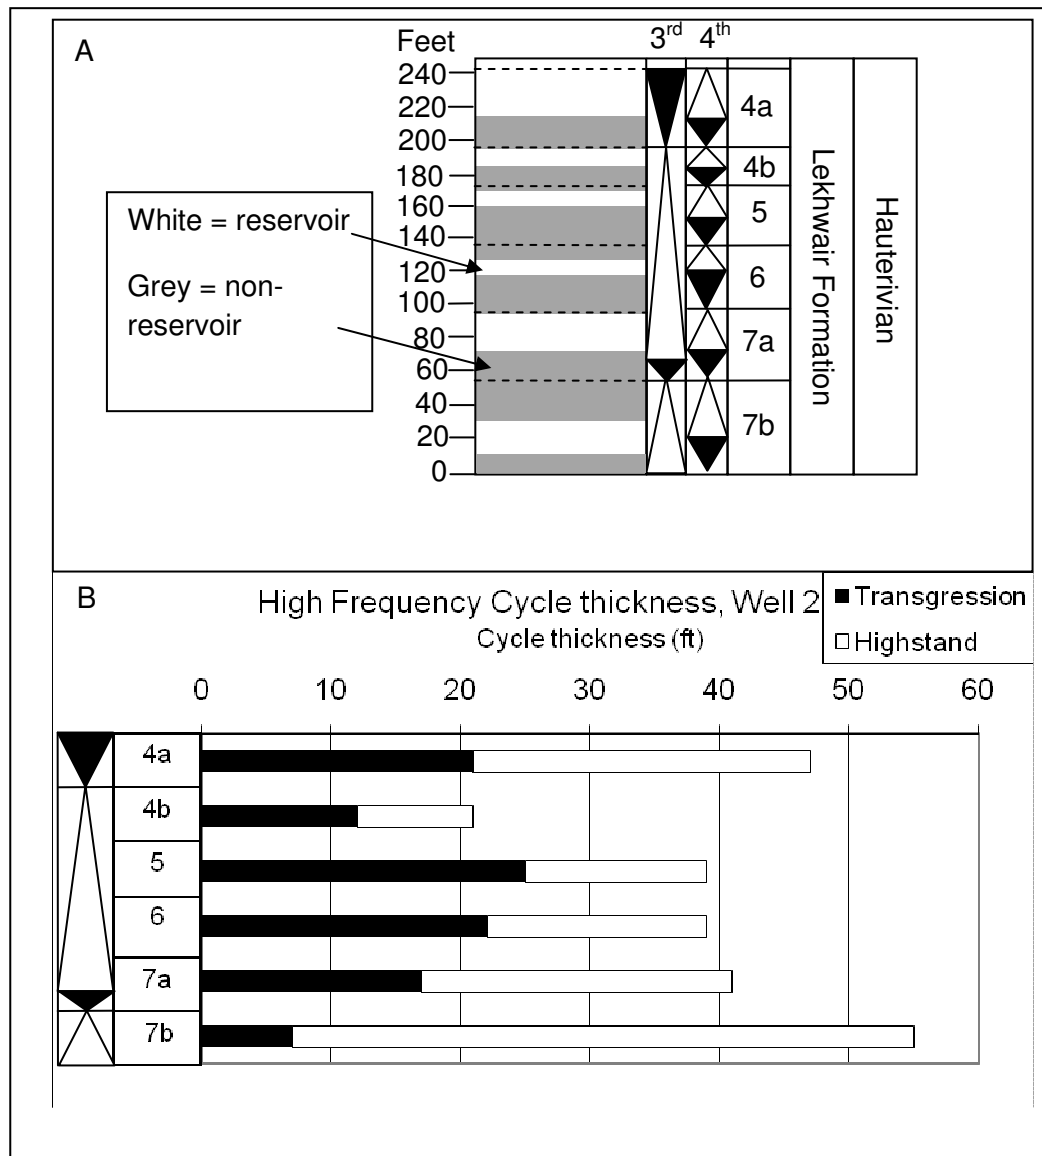 A
Feet
3rd 4th
240
220
200
180
160
140
120
100
80
60
40
20
0
White = reservoir
Grey = non-
reservoir
4a
4b
5
6
7a
7b
Lekhwair Formation
Hauterivian
B
High Frequency Cycle thickness, Well 2
Cycle thickness (ft)
Transgression
Highstand
0 10 20 30 40 50 60
4a
4b
5
6
7a
7b